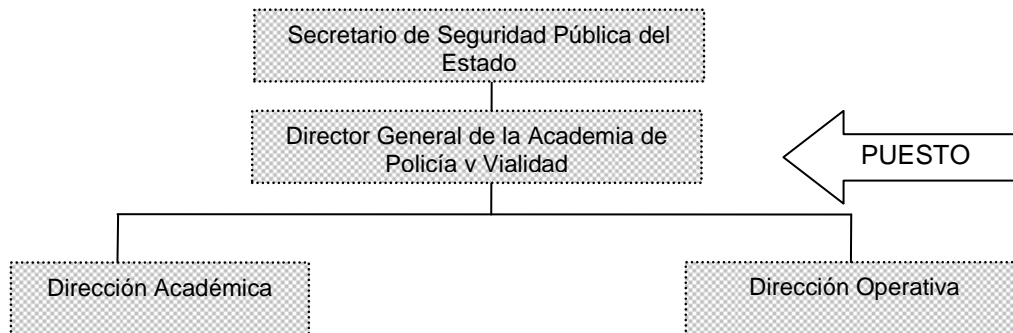 Secretario de Seguridad Pública del
Estado
Director General de la Academia de
Policía y Vialidad
PUESTO
Dirección Académica
Dirección Operativa